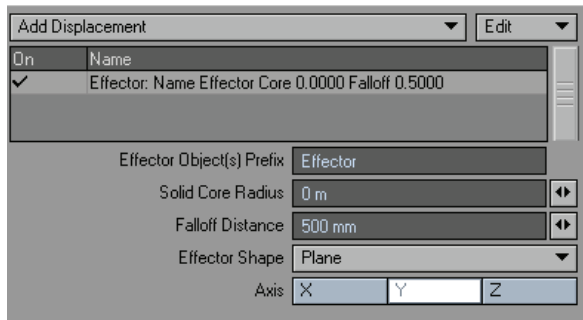 Add Displacement Edit
On Name
Effector: Name Effector Core 0.0000 Falloff 0.5000
Effector Object(s) Prefix Effector
Solid Core Radius 0 m
Falloff Distance 500 mm
Effector Shape Plane
Axis X Y Z